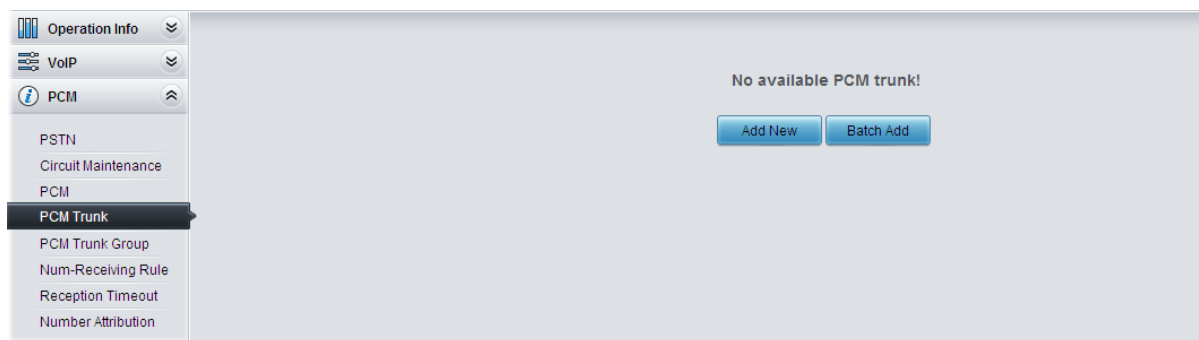 Operation Info
VoIP
PCM
PSTN
Circuit Maintenance
PCM
PCM Trunk
PCM Trunk Group
Num-Receiving Rule
Reception Timeout
Number Attribution
No available PCM trunk!
Add New Batch Add